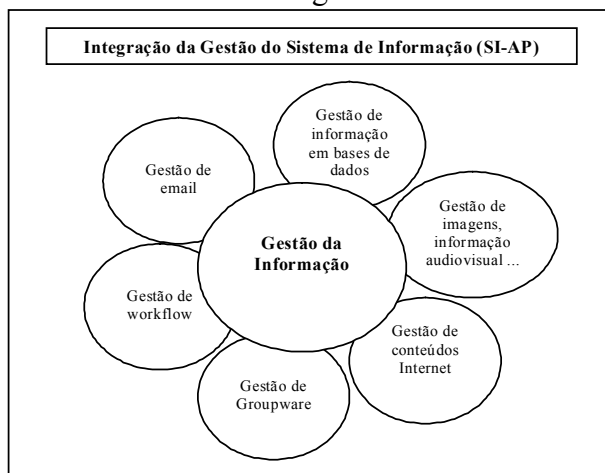 Integração da Gestão do Sistema de Informação (SI-AP)
Gestão de
informação
em bases de
dados
Gestão de
email
Gestão de
imagens,
informação
audiovisual ...
Gestão da
Informação
Gestão de
workflow
Gestão de
conteúdos
Internet
Gestão de
Groupware